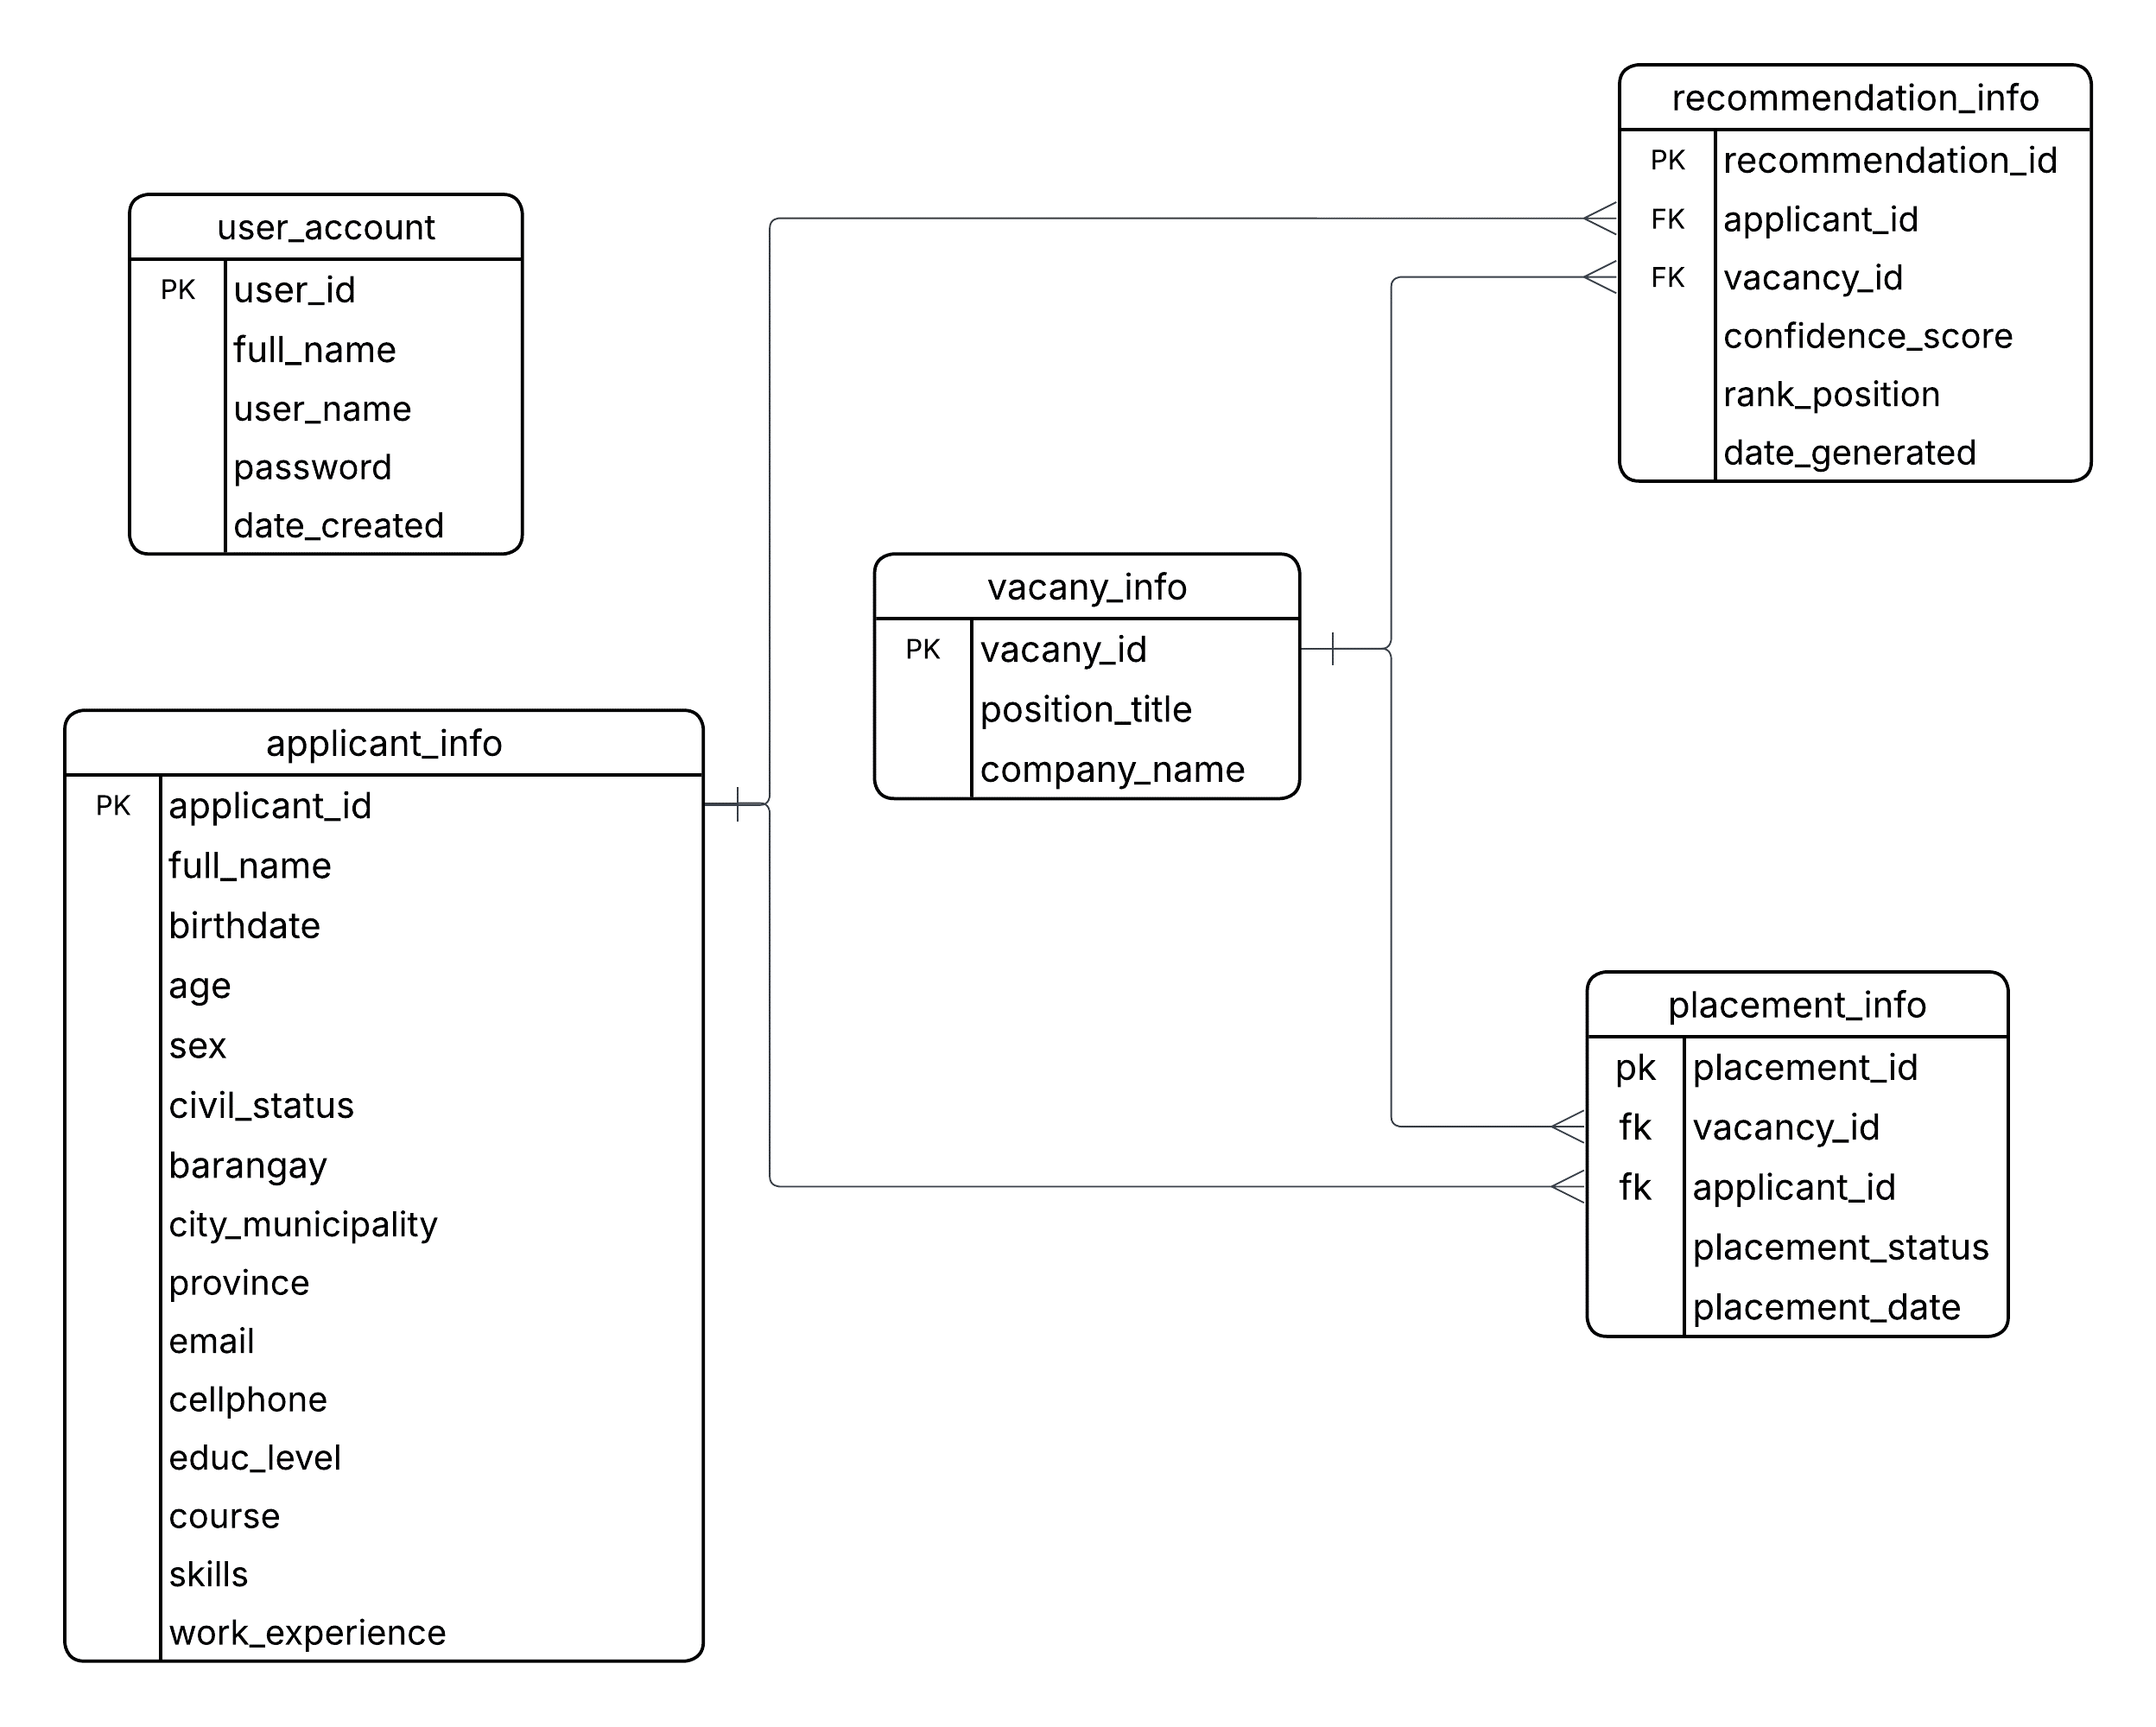 user_account
PK user_id
full_name
user_name
password
date_created
applicant_info
PK applicant_id
full_name
birthdate
age
sex
civil_status
barangay
city_municipality
province
email
cellphone
educ_level
course
skills
work_experience
vacany_info
PK vacany_id
position_title
company_name
recommendation_info
PK recommendation_id
FK applicant_id
FK vacancy_id
confidence_score
rank_position
date_generated
placement_info
pk placement_id
fk vacancy_id
fk applicant_id
placement_status
placement_date